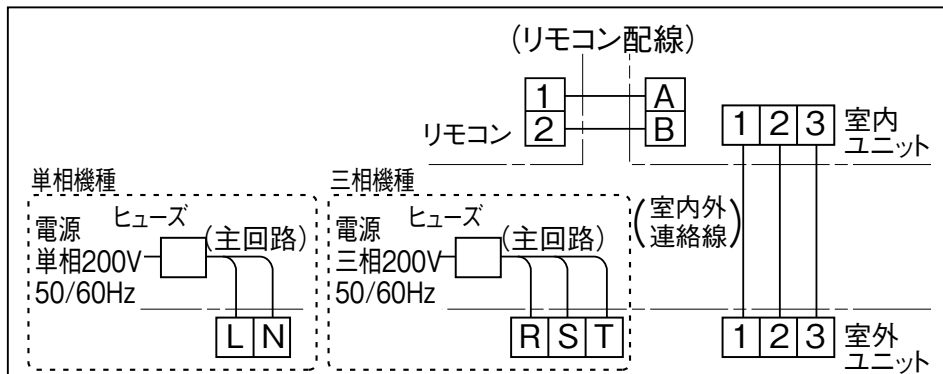 (リモコン配線)
1 A
2 B
リモコン
1 2 3
室内
ユニット
単相機種
電源
単相200V
50/60Hz
ヒューズ
(主回路)
L N
三相機種
電源
三相200V
50/60Hz
ヒューズ
(主回路)
R S T
(室内外
連絡線)
1 2 3
室外
ユニット